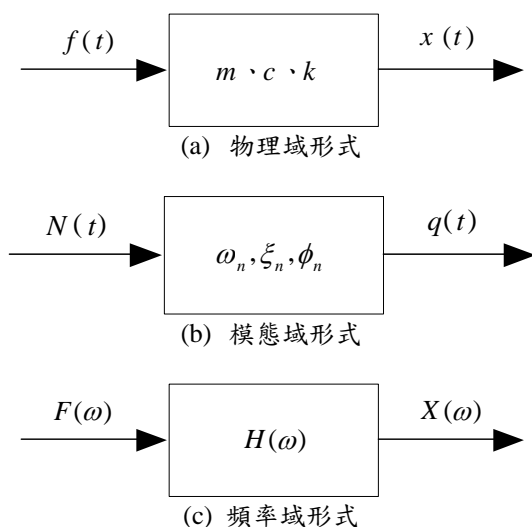 f(t)
m、c、k
x(t)
(a) 物理域形式
N(t)
ωₙ,ξₙ,ϕₙ
q(t)
(b) 模態域形式
F(ω)
H(ω)
X(ω)
(c) 頻率域形式